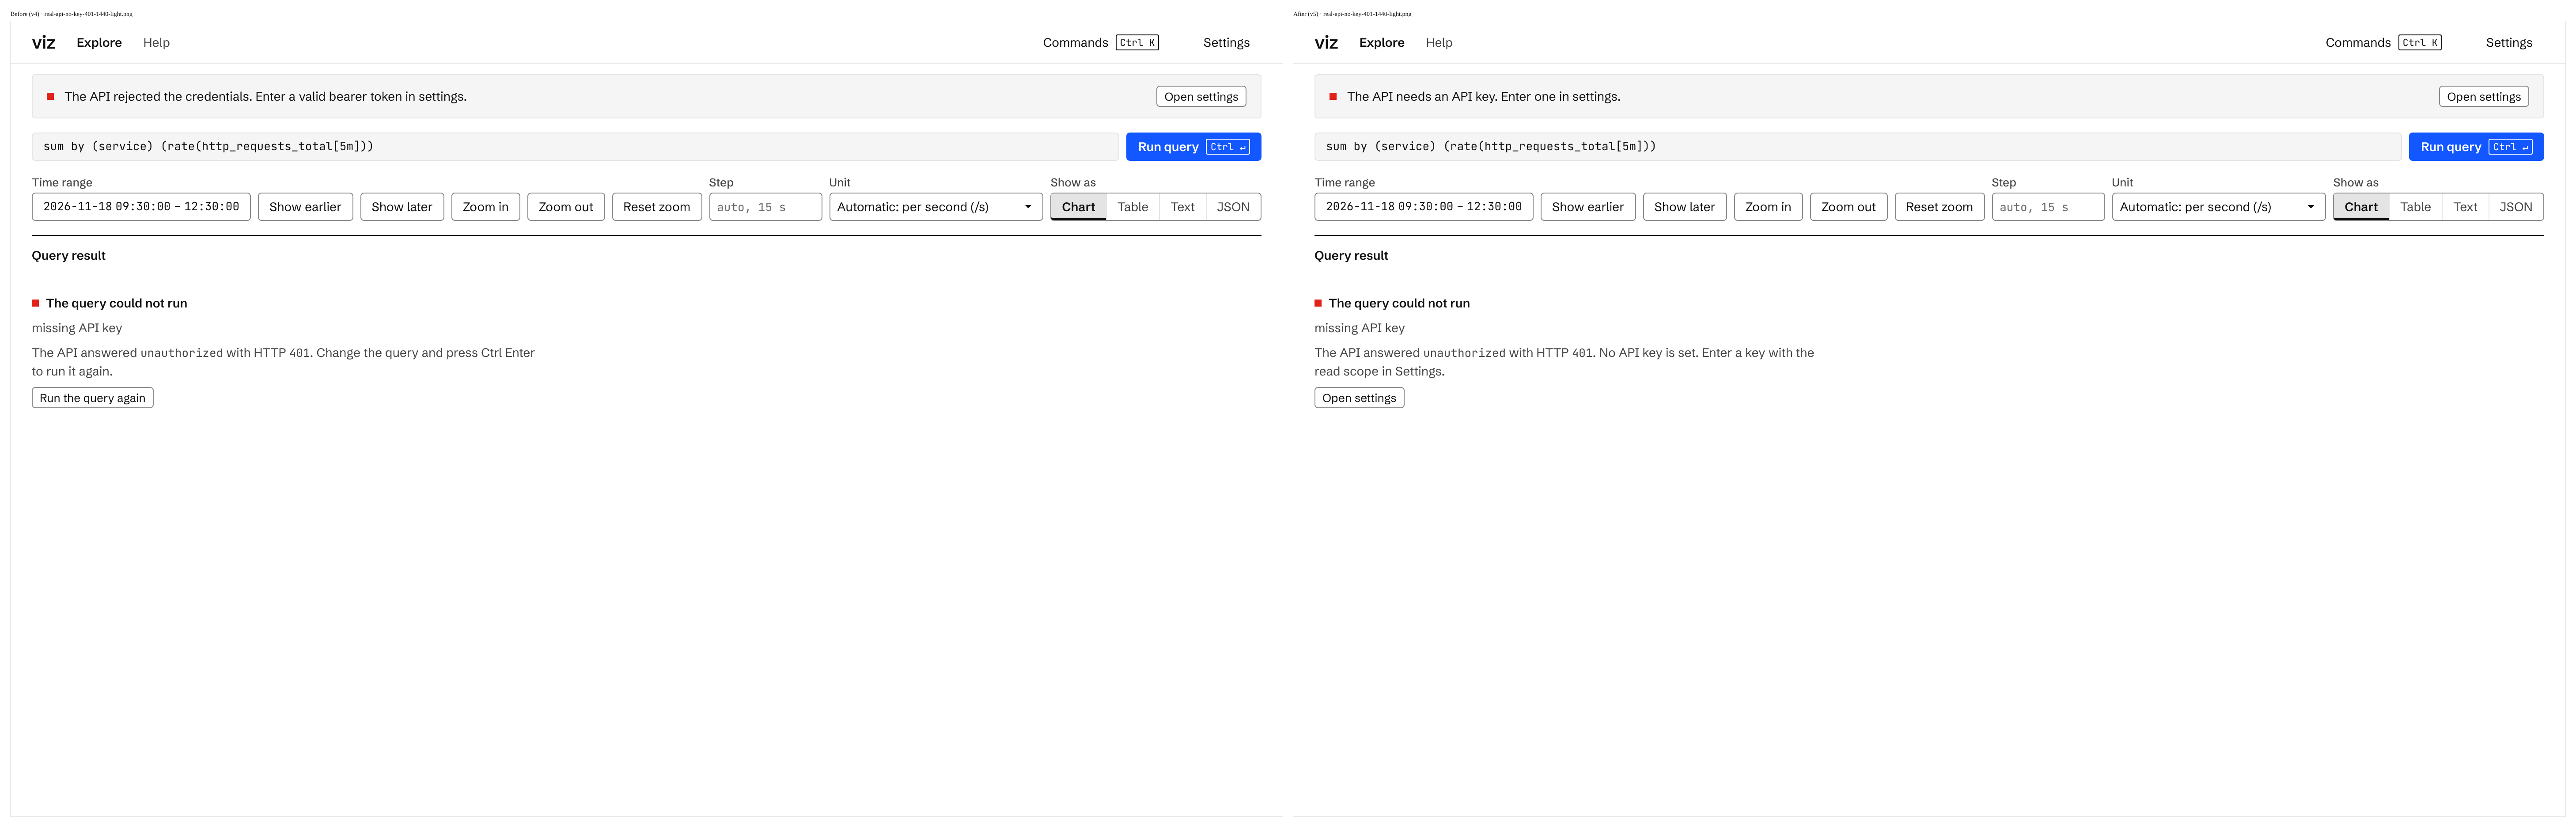 Before (v4) · real-api-no-key-401-1440-light.png
viz Explore Help Commands Ctrl K Settings
The API rejected the credentials. Enter a valid bearer token in settings. Open settings
sum by (service) (rate(http_requests_total[5m])) Run query Ctrl ↵
Time range Step Unit Show as
2026-11-18 09:30:00 – 12:30:00 Show earlier Show later Zoom in Zoom out Reset zoom auto, 15 s Automatic: per second (/s) Chart Table Text JSON
Query result
The query could not run
missing API key
The API answered unauthorized with HTTP 401. Change the query and press Ctrl Enter
to run it again.
Run the query again
After (v5) · real-api-no-key-401-1440-light.png
viz Explore Help Commands Ctrl K Settings
The API needs an API key. Enter one in settings. Open settings
sum by (service) (rate(http_requests_total[5m])) Run query Ctrl ↵
Time range Step Unit Show as
2026-11-18 09:30:00 – 12:30:00 Show earlier Show later Zoom in Zoom out Reset zoom auto, 15 s Automatic: per second (/s) Chart Table Text JSON
Query result
The query could not run
missing API key
The API answered unauthorized with HTTP 401. No API key is set. Enter a key with the
read scope in Settings.
Open settings